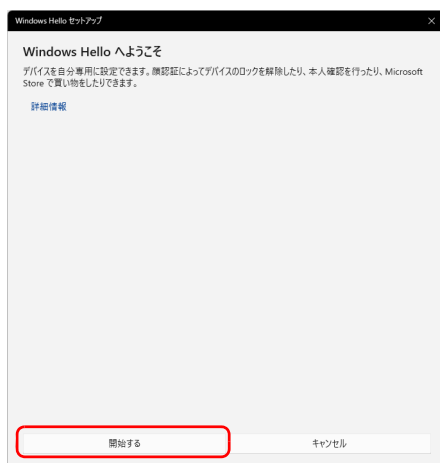 Windows Hello セットアップ
Windows Hello へようこそ
デバイスを自分専用に設定できます。顔認証によってデバイスのロックを解除したり、本人確認を行ったり、Microsoft
Store で買い物をしたりできます。
詳細情報
開始する
キャンセル